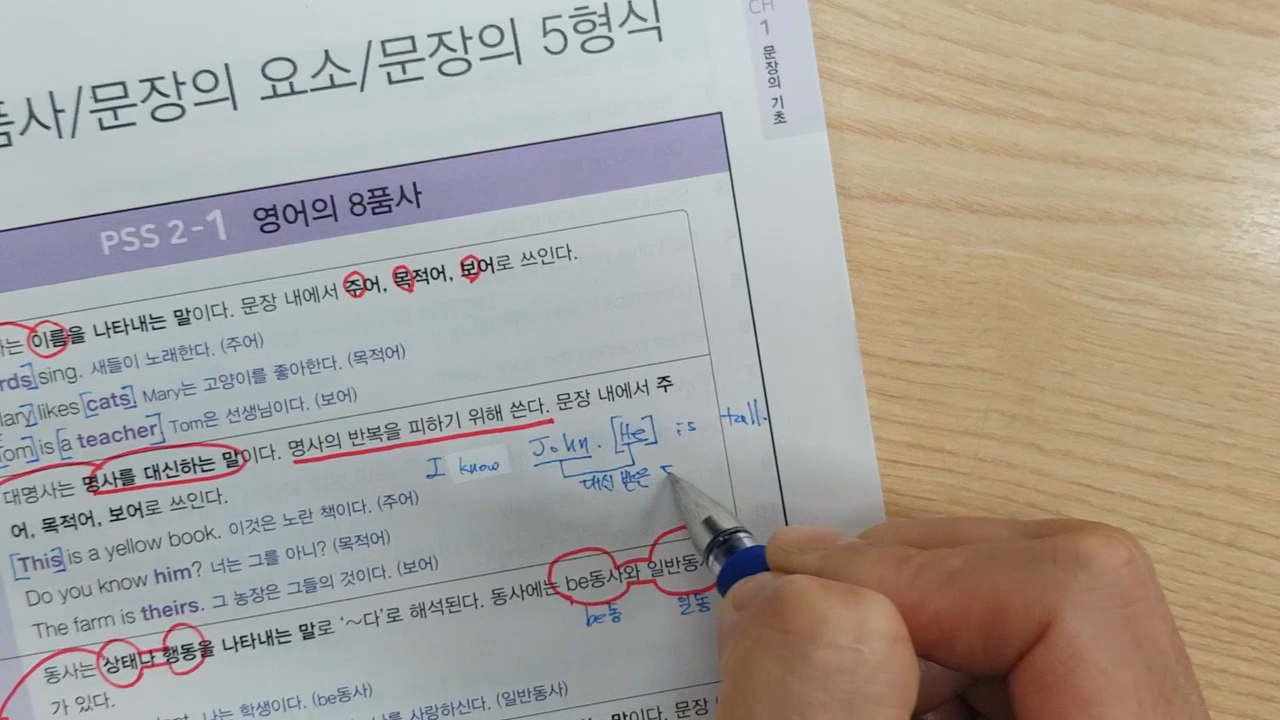 CH
1
문장의 기초
품사/문장의 요소/문장의 5형식
PSS 2-1 영어의 8품사
는 이름을 나타내는 말이다. 문장 내에서 주어, 목적어, 보어로 쓰인다.
rds] sing. 새들이 노래한다. (주어)
lary] likes [cats] Mary는 고양이를 좋아한다. (목적어)
om] is [a teacher] Tom은 선생님이다. (보어)
대명사는 명사를 대신하는 말이다. 명사의 반복을 피하기 위해 쓴다. 문장 내에서 주
I know John. [He] is tall.
대신 받은
어, 목적어, 보어로 쓰인다.
[This] is a yellow book. 이것은 노란 책이다. (주어)
Do you know him? 너는 그를 아니? (목적어)
The farm is theirs. 그 농장은 그들의 것이다. (보어)
동사는 상태나 행동을 나타내는 말로 '~다'로 해석된다. 동사에는 be동사와 일반동사
be동 일동
가 있다.
나는 학생이다. (be동사)
를 사랑하신다. (일반동사)
말이다. 문장